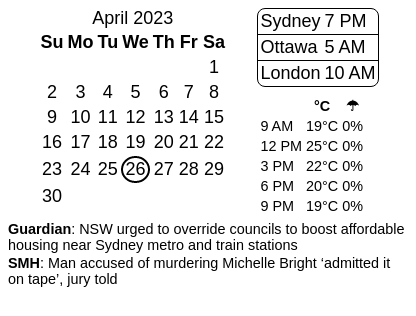 April 2023
Su Mo Tu We Th Fr Sa
1
2 3 4 5 6 7 8
9 10 11 12 13 14 15
16 17 18 19 20 21 22
23 24 25 26 27 28 29
30
Sydney 7 PM
Ottawa 5 AM
London 10 AM
°C ☂
9 AM 19°C 0%
12 PM 25°C 0%
3 PM 22°C 0%
6 PM 20°C 0%
9 PM 19°C 0%
Guardian: NSW urged to override councils to boost affordable
housing near Sydney metro and train stations
SMH: Man accused of murdering Michelle Bright ‘admitted it
on tape’, jury told